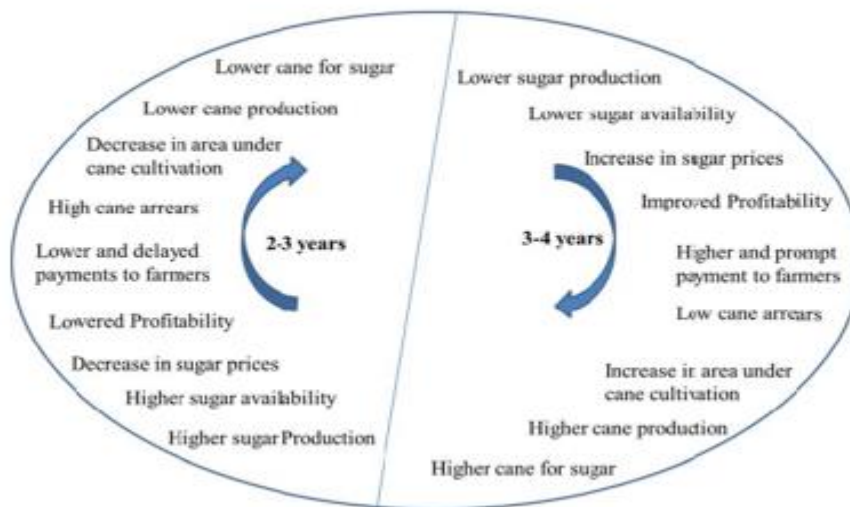 Lower cane for sugar
Lower cane production
Decrease in area under
cane cultivation
High cane arrears
Lower and delayed
payments to farmers
Lowered Profitability
Decrease in sugar prices
Higher sugar availability
Higher sugar Production
2-3 years
Lower sugar production
Lower sugar availability
Increase in sugar prices
Improved Profitability
Higher and prompt
payment to farmers
Low cane arrears
Increase in area under
cane cultivation
Higher cane production
Higher cane for sugar
3-4 years